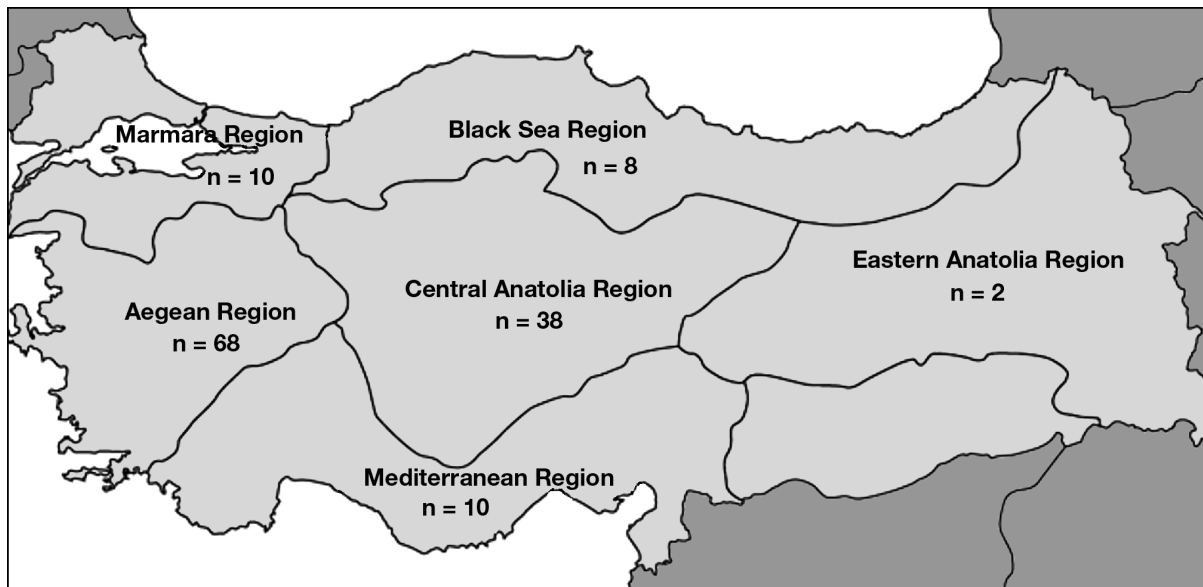 Marmara Region
n = 10
Black Sea Region
n = 8
Eastern Anatolia Region
n = 2
Central Anatolia Region
n = 38
Aegean Region
n = 68
Mediterranean Region
n = 10